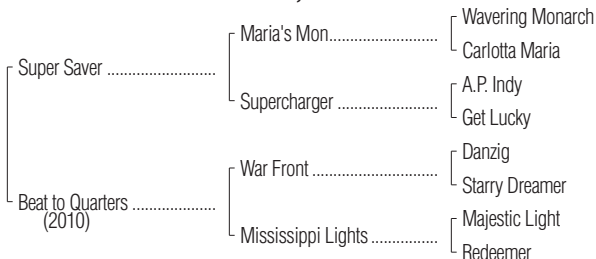 Wavering Monarch
Maria's Mon
Carlotta Maria
Super Saver
A.P. Indy
Supercharger
Get Lucky
Danzig
War Front
Starry Dreamer
Beat to Quarters
(2010)
Majestic Light
Mississippi Lights
Redeemer